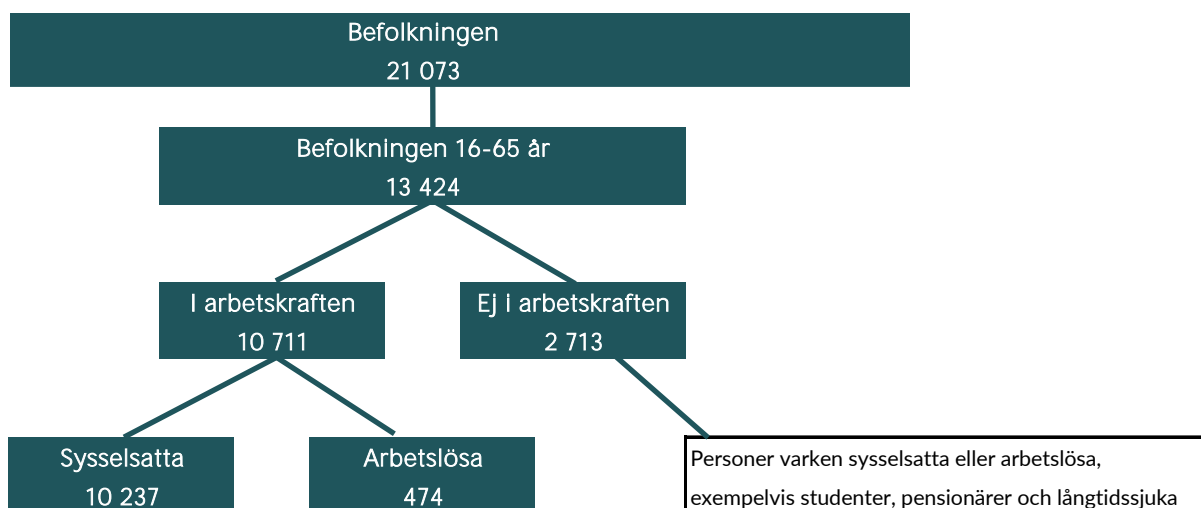 Befolkningen
21 073
Befolkningen 16-65 år
13 424
I arbetskraften
10 711
Ej i arbetskraften
2 713
Sysselsatta
10 237
Arbetslösa
474
Personer varken sysselsatta eller arbetslösa,
exempelvis studenter, pensionärer och långtidssjuka